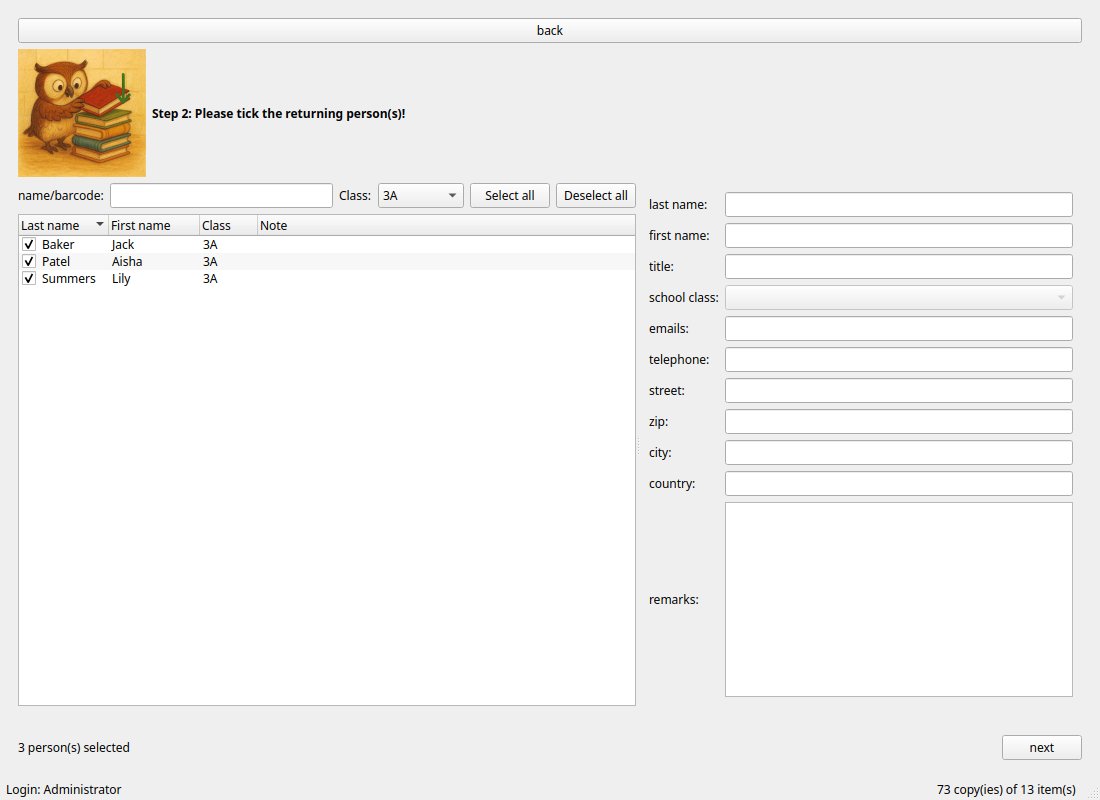 back
Step 2: Please tick the returning person(s)!
name/barcode: Class: 3A Select all Deselect all
Last name First name Class Note
Baker Jack 3A
Patel Aisha 3A
Summers Lily 3A
last name:
first name:
title:
school class:
emails:
telephone:
street:
zip:
city:
country:
remarks:
3 person(s) selected
next
Login: Administrator
73 copy(ies) of 13 item(s)